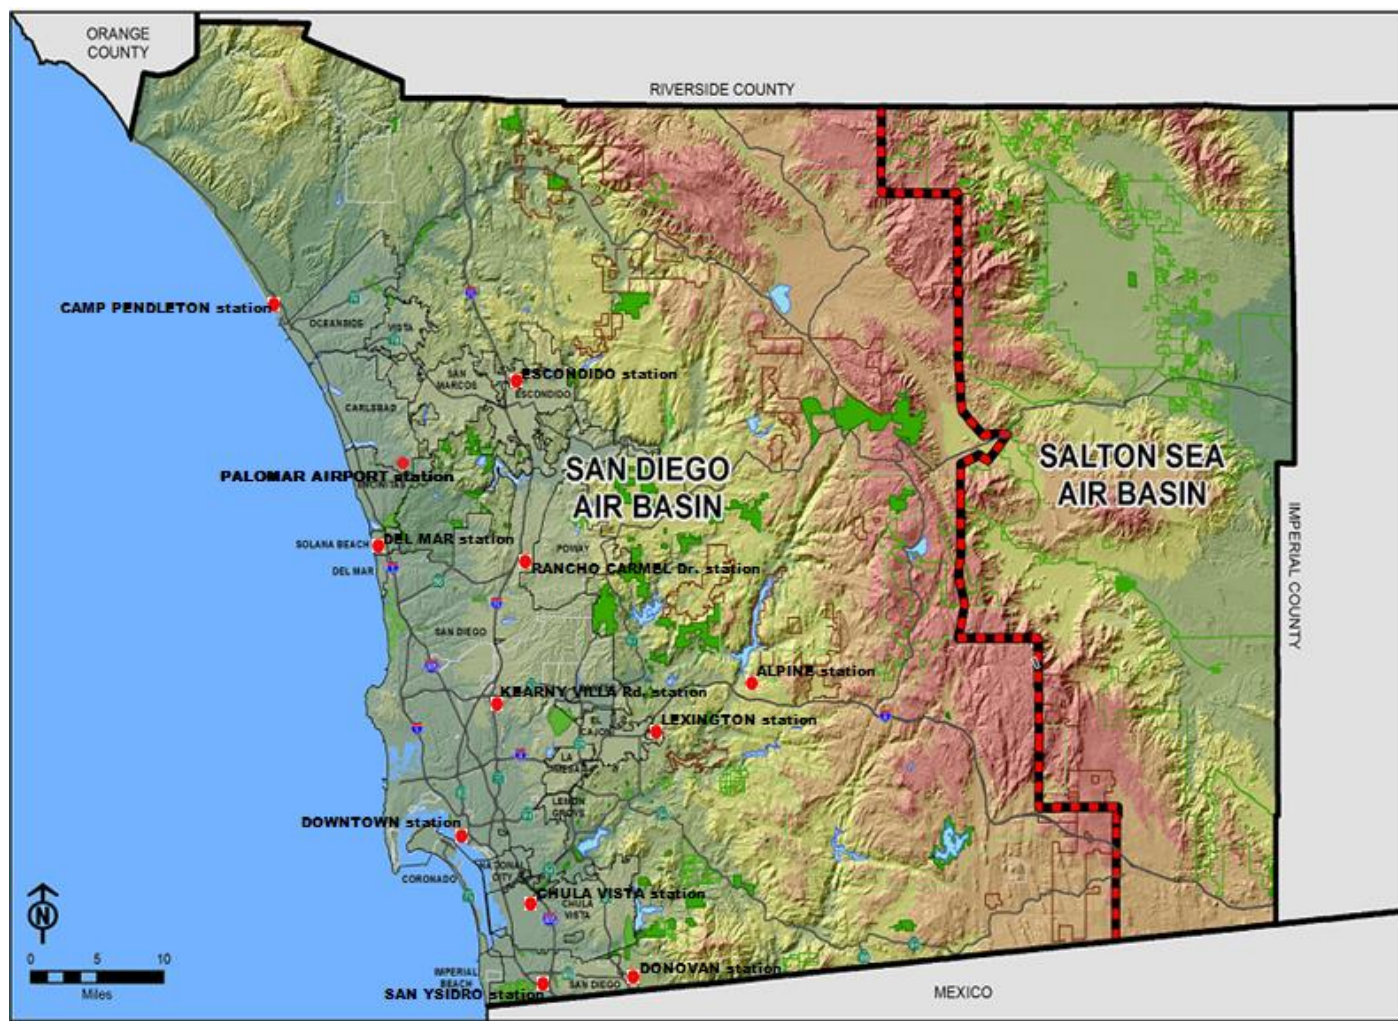 ORANGE
COUNTY
RIVERSIDE COUNTY
CAMP PENDLETON station
OCEANSIDE
VISTA
SAN
MARCOS
ESCONDIDO station
ESCONDIDO
CARLSBAD
SAN DIEGO
AIR BASIN
SALTON SEA
AIR BASIN
PALOMAR AIRPORT station
ENCINITAS
IMPERIAL COUNTY
SOLANA BEACH
DEL MAR station
DEL MAR
POWAY
RANCHO CARMEL Dr. station
SAN DIEGO
ALPINE station
KEARNY VILLA Rd. station
LEXINGTON station
EL
CAJON
LA
MESA
LEMON
GROVE
DOWNTOWN station
NATIONAL
CITY
CORONADO
CHULA VISTA station
CHULA
VISTA
N
0 5 10
Miles
IMPERIAL
BEACH
DONOVAN station
SAN DIEGO
SAN YSIDRO station
MEXICO